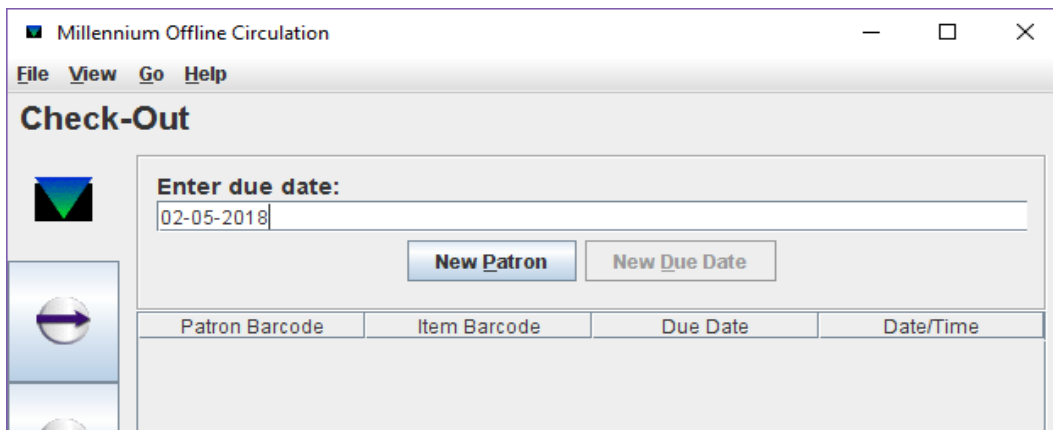 Millennium Offline Circulation
File View Go Help
Check-Out
Enter due date:
02-05-2018
New Patron New Due Date
Patron Barcode Item Barcode Due Date Date/Time